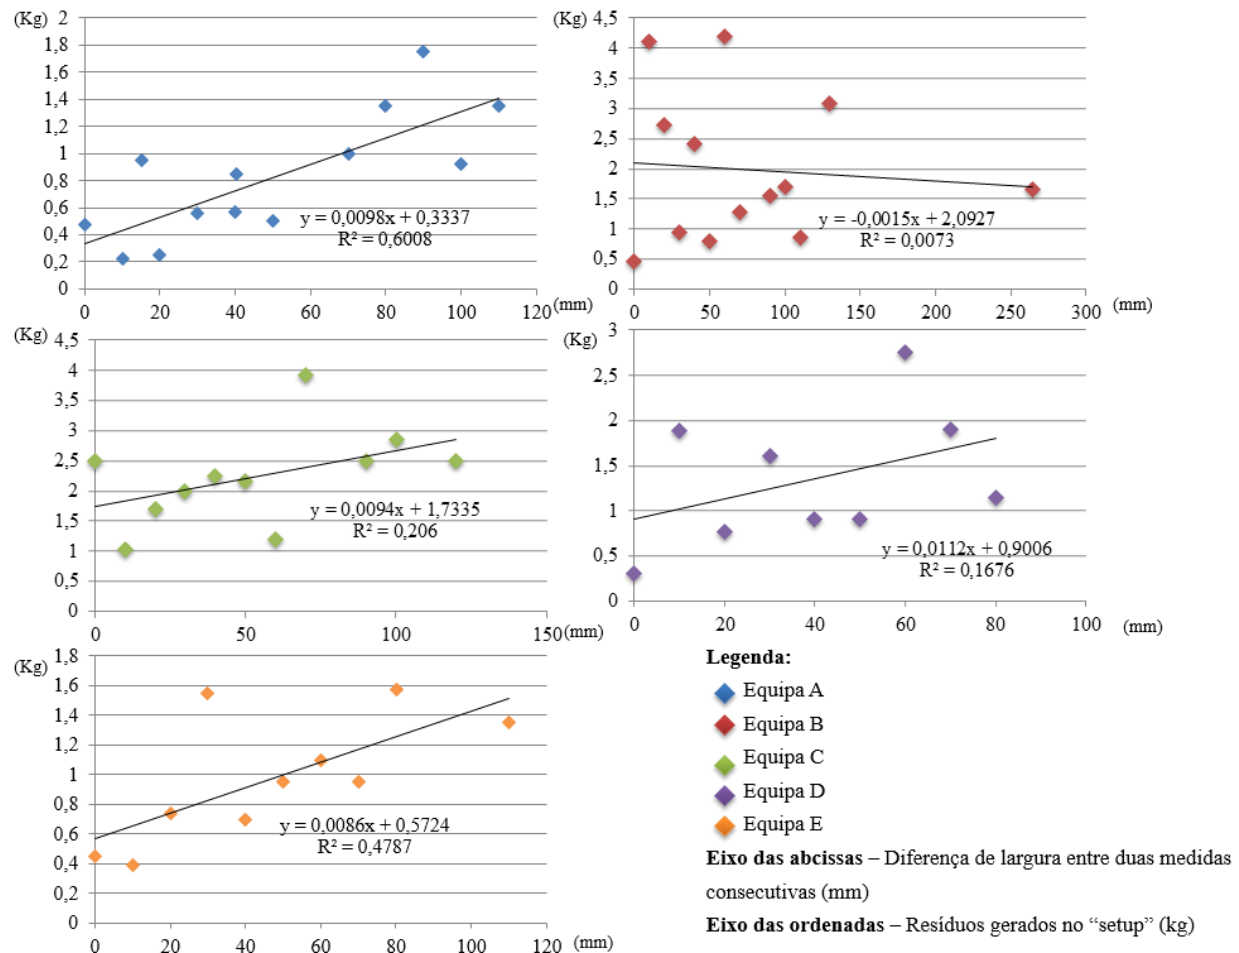 (Kg)
2
1,8
1,6
1,4
1,2
1
0,8
0,6
0,4
0,2
0
y = 0,0098x + 0,3337
R² = 0,6008
0
20
40
60
80
100
120
(mm)
(Kg)
4,5
4
3,5
3
2,5
2
1,5
1
0,5
0
y = -0,0015x + 2,0927
R² = 0,0073
0
50
100
150
200
250
300
(mm)
(Kg)
4,5
4
3,5
3
2,5
2
1,5
1
0,5
0
y = 0,0094x + 1,7335
R² = 0,206
0
50
100
150
(mm)
(Kg)
3
2,5
2
1,5
1
0,5
0
y = 0,0112x + 0,9006
R² = 0,1676
0
20
40
60
80
100
(mm)
(Kg)
1,8
1,6
1,4
1,2
1
0,8
0,6
0,4
0,2
0
y = 0,0086x + 0,5724
R² = 0,4787
0
20
40
60
80
100
120
(mm)
Legenda:
Equipa A
Equipa B
Equipa C
Equipa D
Equipa E
Eixo das abcissas – Diferença de largura entre duas medidas
consecutivas (mm)
Eixo das ordenadas – Resíduos gerados no “setup” (kg)